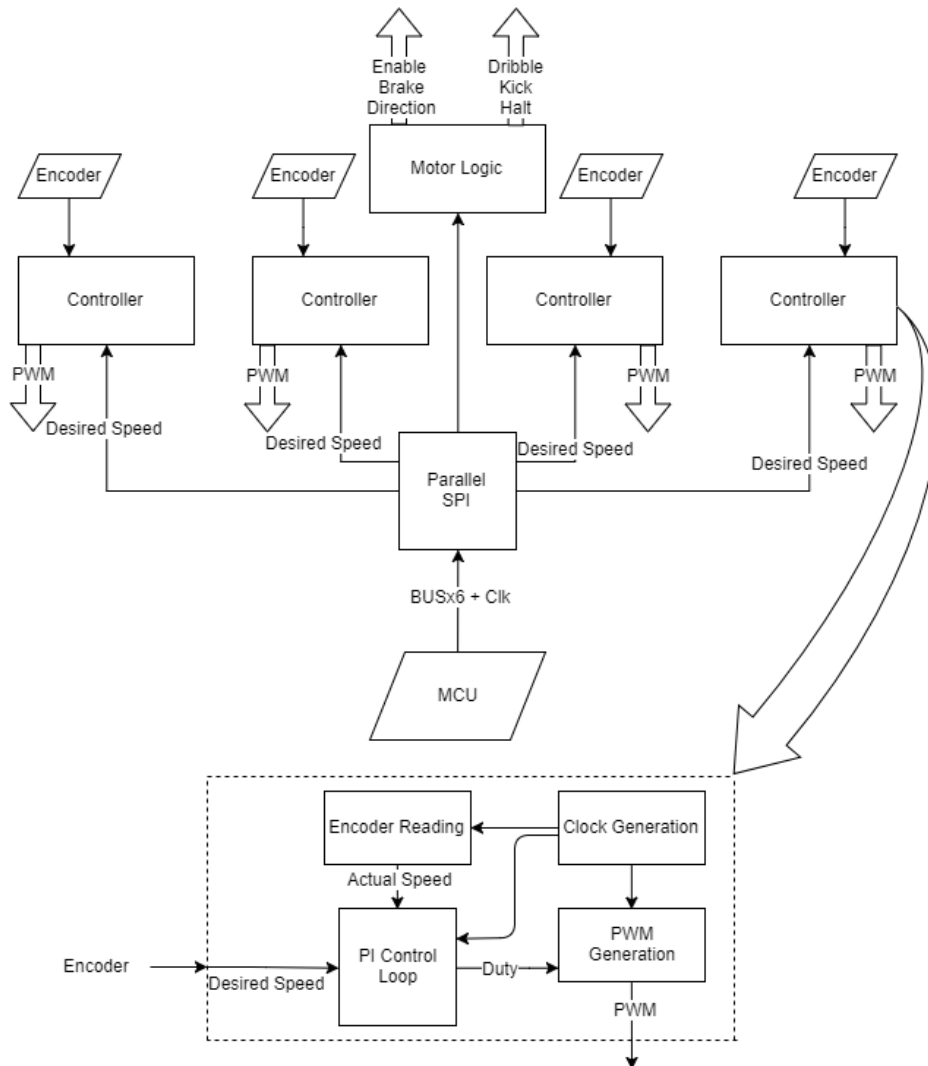 Enable
Brake
Direction
Dribble
Kick
Halt
Motor Logic
Encoder
Encoder
Encoder
Encoder
Controller
Controller
Controller
Controller
PWM
PWM
PWM
PWM
Desired Speed
Desired Speed
Desired Speed
Desired Speed
Parallel
SPI
BUSx6 + Clk
MCU
Encoder Reading
Clock Generation
Actual Speed
PI Control
Loop
PWM
Generation
Encoder
Desired Speed
Duty
PWM